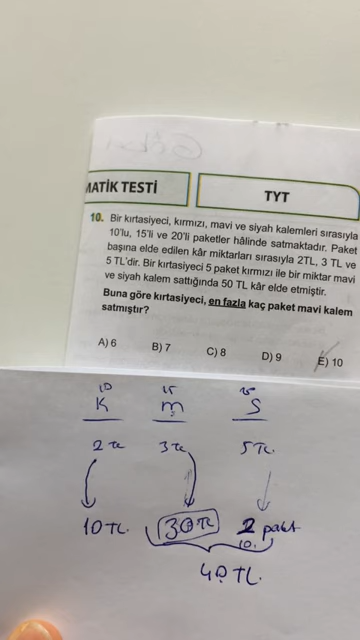 MATİK TESTİ
TYT
10. Bir kırtasiyeci, kırmızı, mavi ve siyah kalemleri sırasıyla
10'lu, 15'li ve 20'li paketler hâlinde satmaktadır. Paket
başına elde edilen kâr miktarları sırasıyla 2TL, 3 TL ve
5 TL'dir. Bir kırtasiyeci 5 paket kırmızı ile bir miktar mavi
ve siyah kalem sattığında 50 TL kâr elde etmiştir.
Buna göre kırtasiyeci, en fazla kaç paket mavi kalem
satmıştır?
A) 6 B) 7 C) 8 D) 9 E) 10
10 15
K m S
2 TL 3 TL 5 TL.
10 TL. 30 TL 2 paket
10.
40 TL.